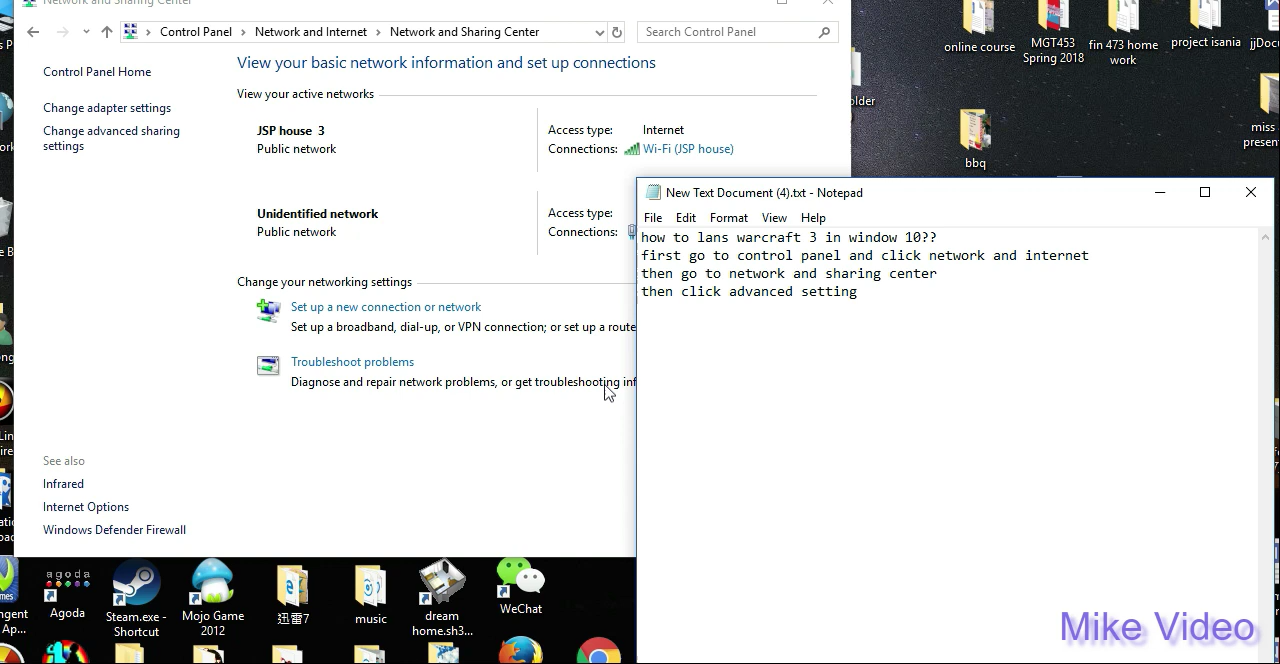 Network and Sharing Center
Control Panel
Network and Internet
Network and Sharing Center
Search Control Panel
Control Panel Home
Change adapter settings
Change advanced sharing
settings
View your basic network information and set up connections
View your active networks
JSP house 3
Public network
Access type: Internet
Connections: Wi-Fi (JSP house)
Unidentified network
Public network
Access type:
Connections:
Change your networking settings
Set up a new connection or network
Set up a broadband, dial-up, or VPN connection; or set up a route
Troubleshoot problems
Diagnose and repair network problems, or get troubleshooting inf
See also
Infrared
Internet Options
Windows Defender Firewall
New Text Document (4).txt - Notepad
File Edit Format View Help
how to lans warcraft 3 in window 10??
first go to control panel and click network and internet
then go to network and sharing center
then click advanced setting
online course
MGT453
Spring 2018
fin 473 home
work
project isania
jjDocu
older
bbq
miss
present
agoda
Agoda
Steam.exe -
Shortcut
Mojo Game
2012
迅雷7
music
dream
home.sh3...
WeChat
Mike Video